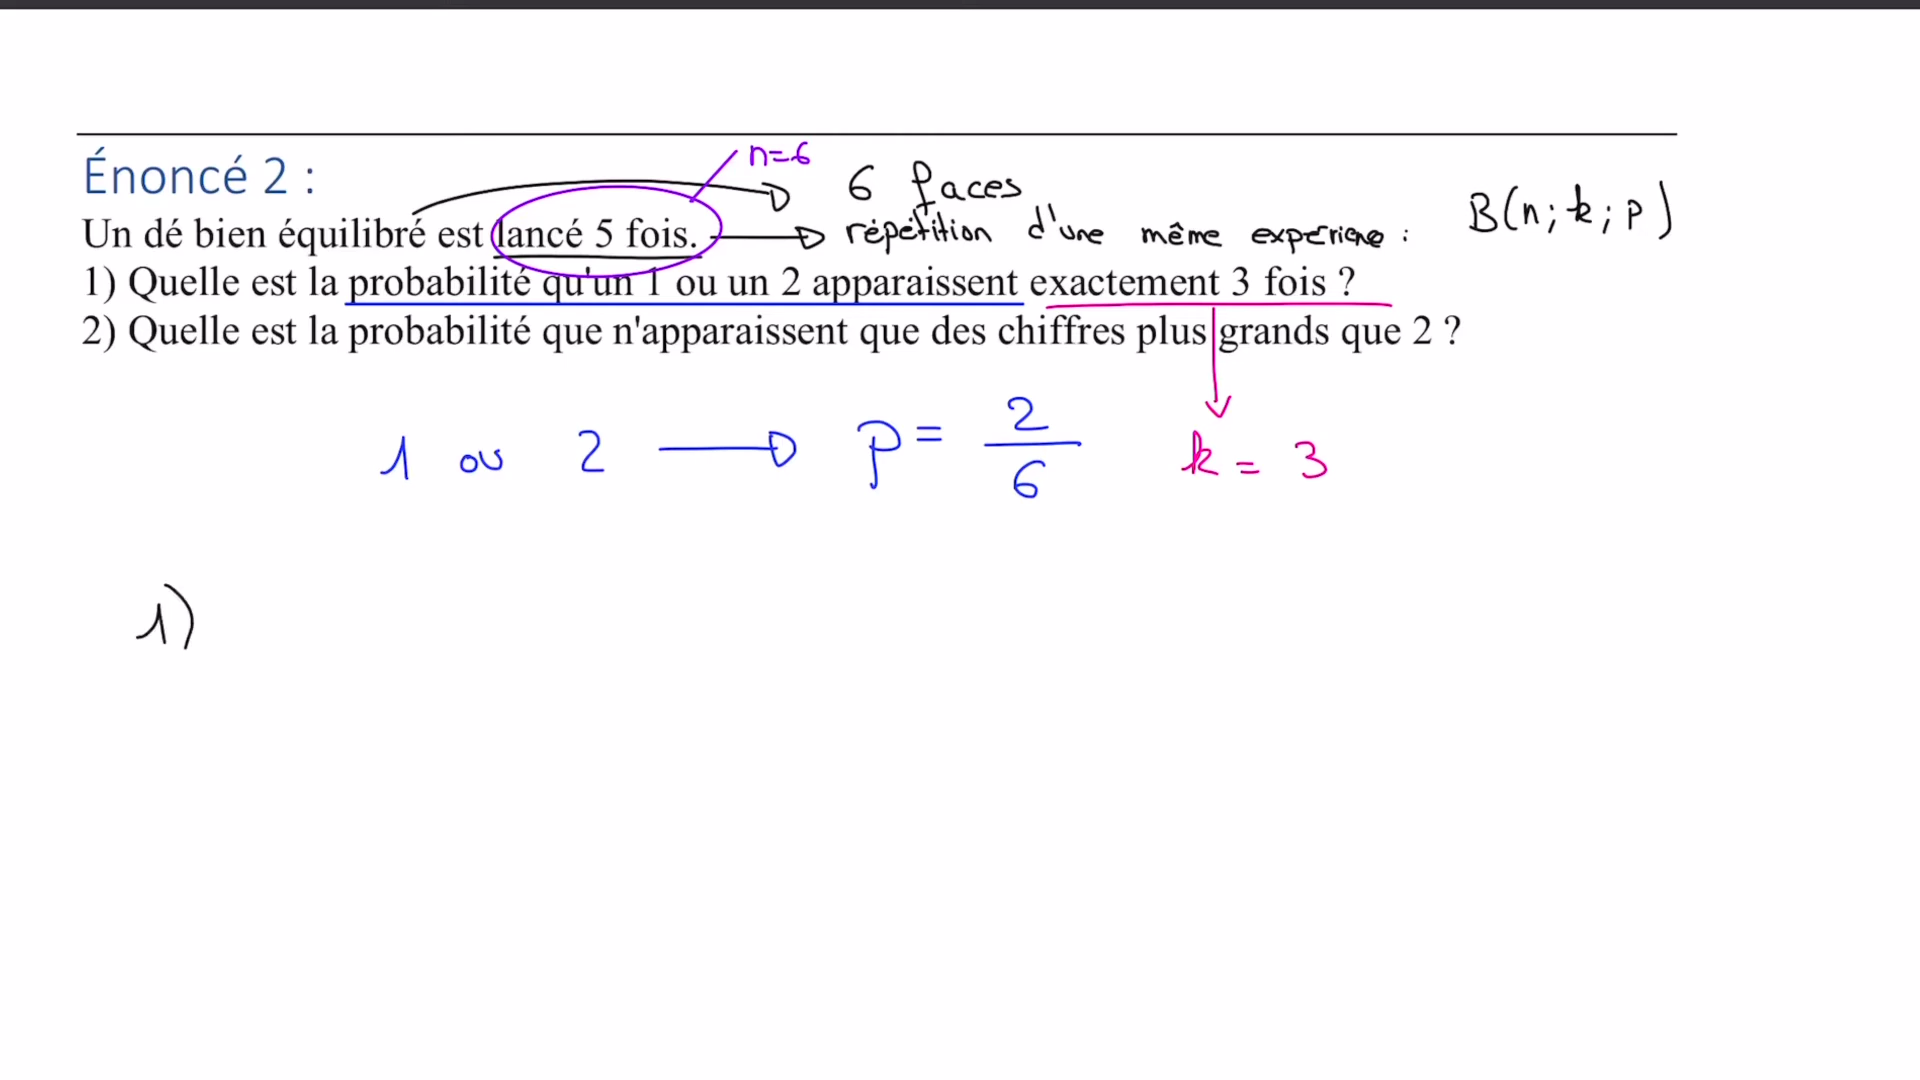 n=6
Énoncé 2 :
6 faces
Un dé bien équilibré est lancé 5 fois. répétition d'une même expérience : B(n; k; p)
1) Quelle est la probabilité qu'un 1 ou un 2 apparaissent exactement 3 fois ?
2) Quelle est la probabilité que n'apparaissent que des chiffres plus grands que 2 ?
1 ou 2 → p = 2/6 k = 3
1)